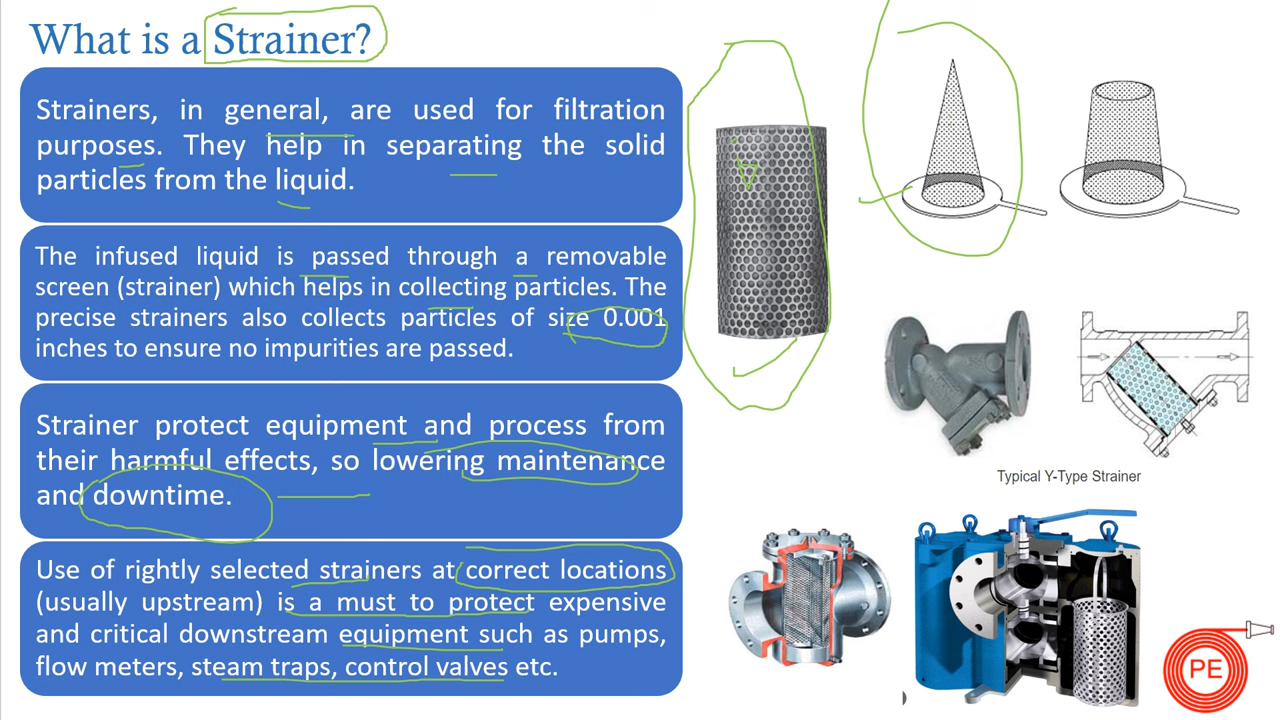 What is a Strainer?
Strainers, in general, are used for filtration
purposes. They help in separating the solid
particles from the liquid.
The infused liquid is passed through a removable
screen (strainer) which helps in collecting particles. The
precise strainers also collects particles of size 0.001
inches to ensure no impurities are passed.
Strainer protect equipment and process from
their harmful effects, so lowering maintenance
and downtime.
Use of rightly selected strainers at correct locations
(usually upstream) is a must to protect expensive
and critical downstream equipment such as pumps,
flow meters, steam traps, control valves etc.
Typical Y-Type Strainer
PE